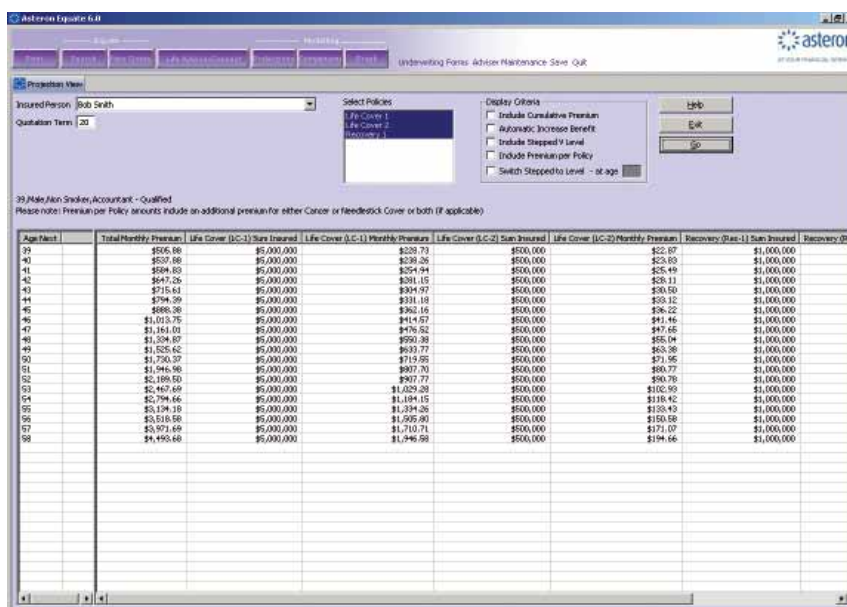 Asteron Equate 6.0
asteron
Underwriting Forms Adviser Maintenance Save Quit
Projection View
Insured Person Bob Smith
Quotation Term 20
Select Policies
Life Cover 1
Life Cover 2
Recovery 1
Display Criteria
Include Cumulative Premium
Automatic Increase Benefit
Include Stepped V Level
Include Premium per Policy
Switch Stepped to Level - at age
Help
Exit
Go
39,Male,Non Smoker,Accountant - Qualified
Please note: Premium per Policy amounts include an additional premium for either Cancer or Needlestick Cover or both (if applicable)
Age Next Total Monthly Premium Life Cover (LC-1) Sum Insured Life Cover (LC-1) Monthly Premium Life Cover (LC-2) Sum Insured Life Cover (LC-2) Monthly Premium Recovery (Rec-1) Sum Insured Recovery (R
39 $505.88 $5,000,000 $228.73 $500,000 $22.87 $1,000,000
40 $537.88 $5,000,000 $238.26 $500,000 $23.83 $1,000,000
41 $584.83 $5,000,000 $254.94 $500,000 $25.49 $1,000,000
42 $647.26 $5,000,000 $281.15 $500,000 $28.11 $1,000,000
43 $715.61 $5,000,000 $304.97 $500,000 $30.50 $1,000,000
44 $794.39 $5,000,000 $331.18 $500,000 $33.12 $1,000,000
45 $888.38 $5,000,000 $362.16 $500,000 $36.22 $1,000,000
46 $1,013.75 $5,000,000 $414.57 $500,000 $41.46 $1,000,000
47 $1,161.01 $5,000,000 $476.52 $500,000 $47.65 $1,000,000
48 $1,334.87 $5,000,000 $550.38 $500,000 $55.04 $1,000,000
49 $1,525.62 $5,000,000 $633.77 $500,000 $63.38 $1,000,000
50 $1,730.37 $5,000,000 $719.55 $500,000 $71.95 $1,000,000
51 $1,946.98 $5,000,000 $807.70 $500,000 $80.77 $1,000,000
52 $2,189.50 $5,000,000 $907.77 $500,000 $90.78 $1,000,000
53 $2,467.69 $5,000,000 $1,029.28 $500,000 $102.93 $1,000,000
54 $2,794.66 $5,000,000 $1,184.15 $500,000 $118.42 $1,000,000
55 $3,134.18 $5,000,000 $1,334.26 $500,000 $133.43 $1,000,000
56 $3,518.58 $5,000,000 $1,505.80 $500,000 $150.58 $1,000,000
57 $3,971.69 $5,000,000 $1,710.71 $500,000 $171.07 $1,000,000
58 $4,493.68 $5,000,000 $1,946.58 $500,000 $194.66 $1,000,000